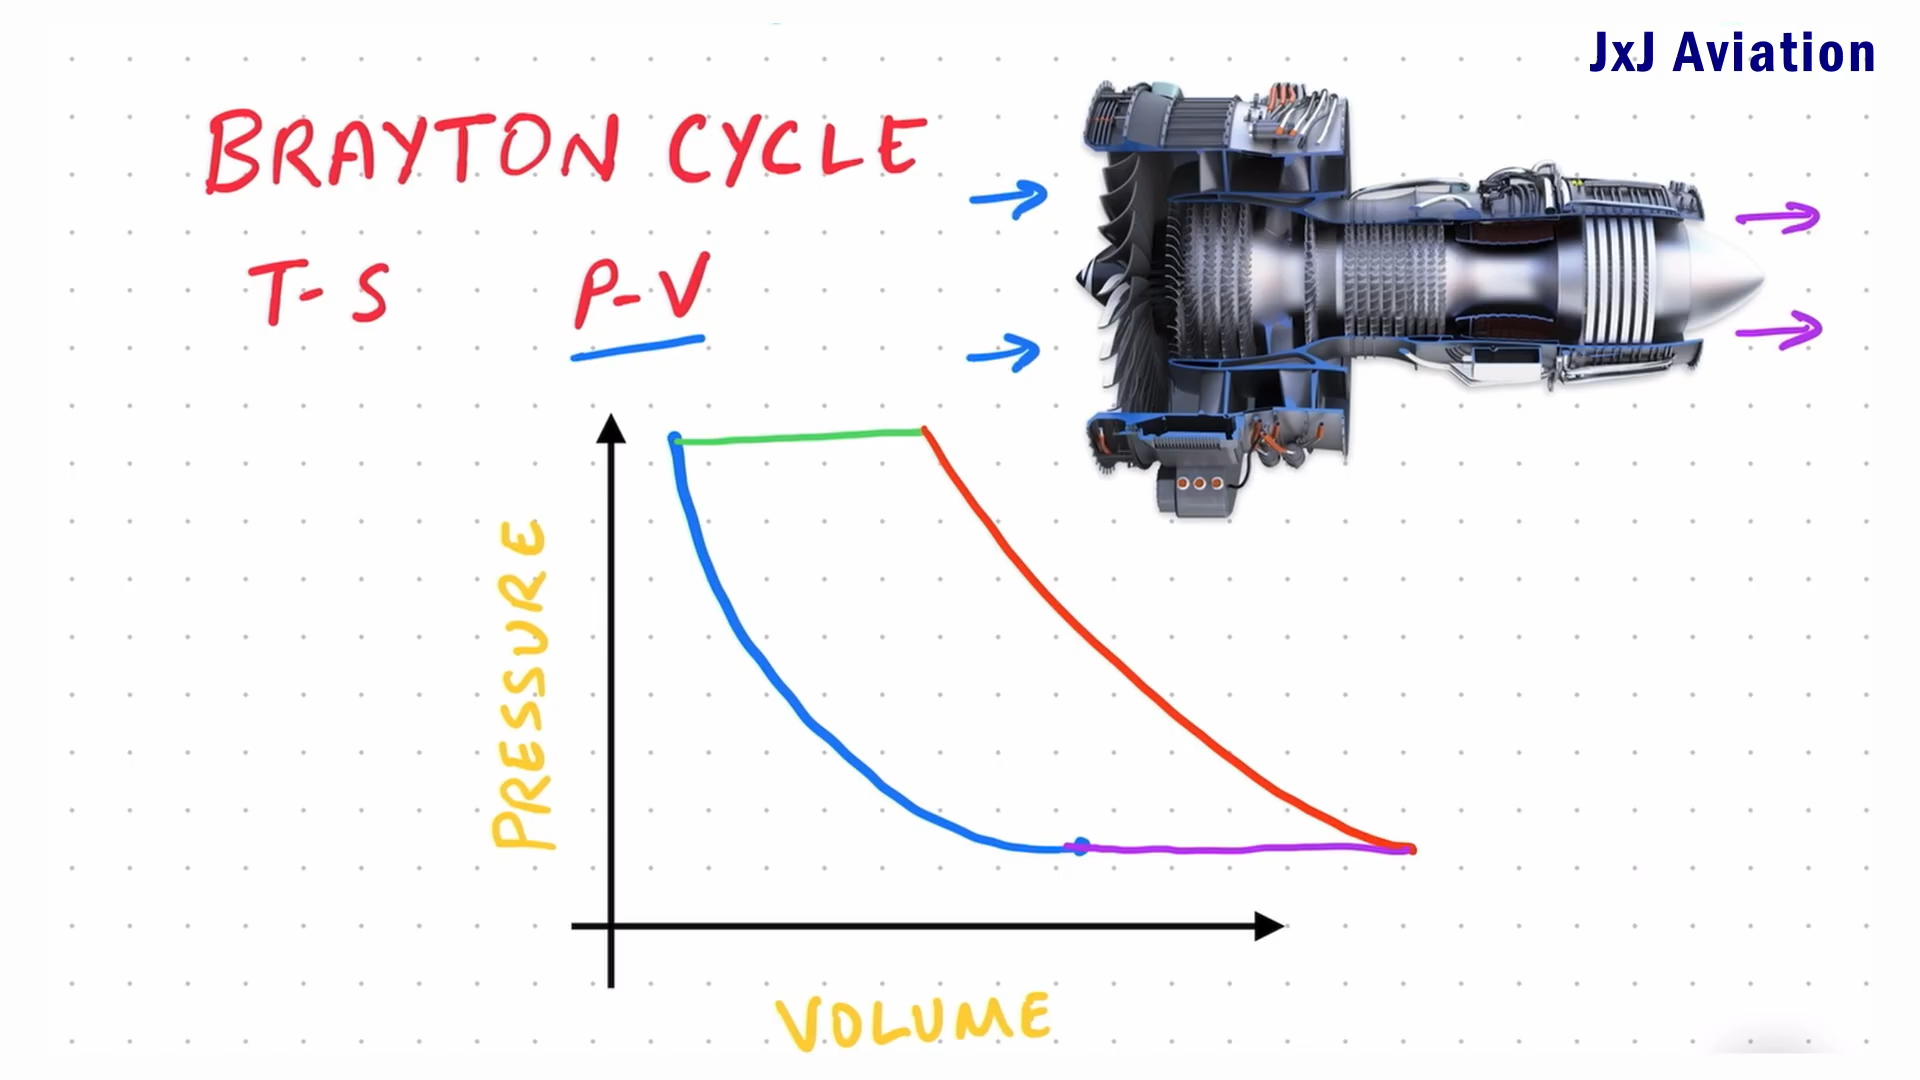 JxJ Aviation
BRAYTON CYCLE
T-S P-V
PRESSURE
VOLUME